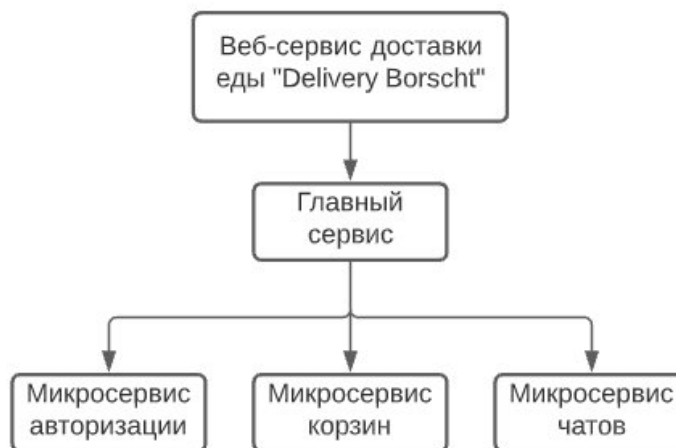 Веб-сервис доставки
еды "Delivery Borscht"
Главный
сервис
Микросервис
авторизации
Микросервис
корзин
Микросервис
чатов